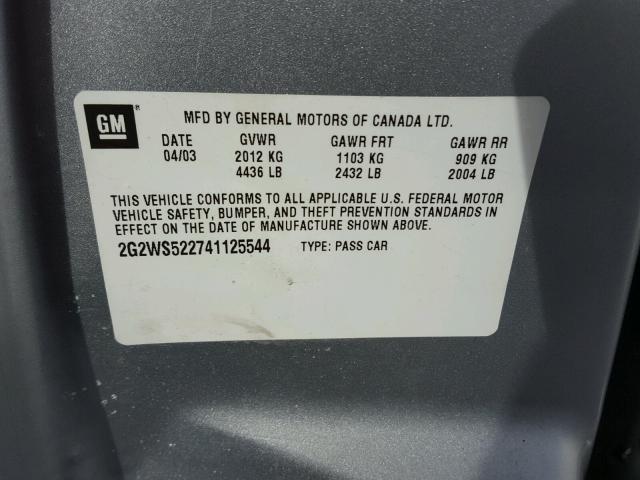 GM ®
MFD BY GENERAL MOTORS OF CANADA LTD.
DATE GVWR GAWR FRT GAWR RR
04/03 2012 KG 1103 KG 909 KG
4436 LB 2432 LB 2004 LB
THIS VEHICLE CONFORMS TO ALL APPLICABLE U.S. FEDERAL MOTOR
VEHICLE SAFETY, BUMPER, AND THEFT PREVENTION STANDARDS IN
EFFECT ON THE DATE OF MANUFACTURE SHOWN ABOVE.
2G2WS522741125544 TYPE: PASS CAR